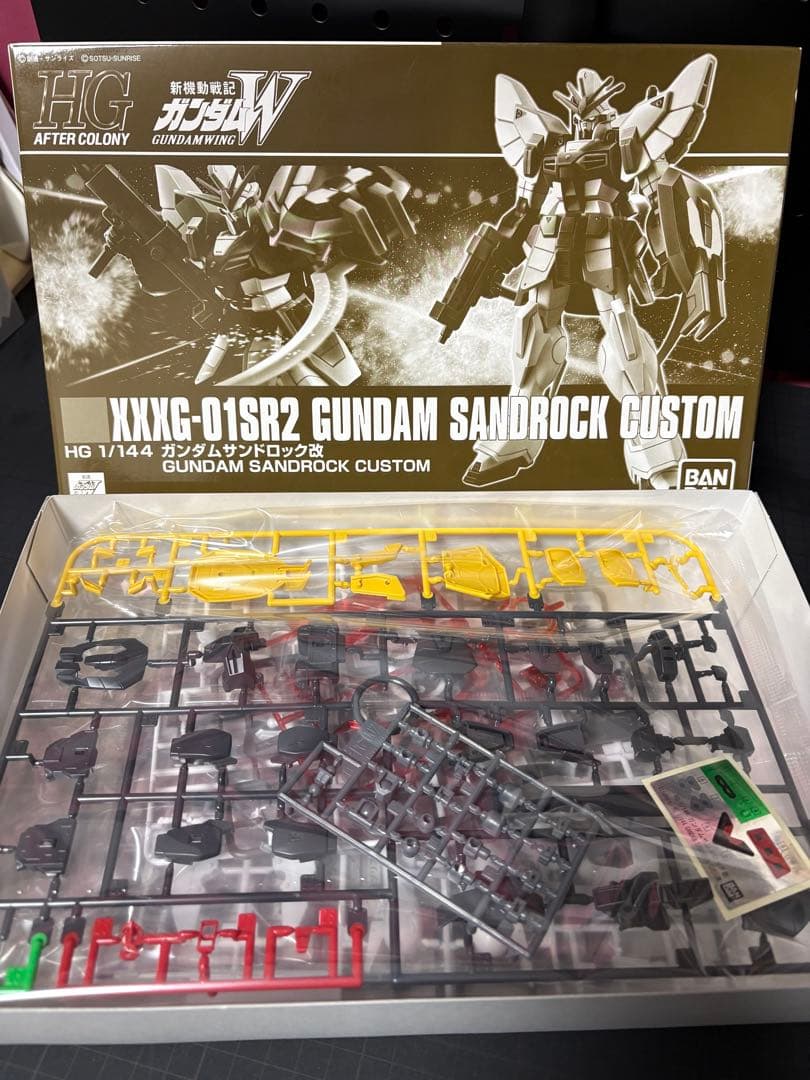 ©創通・サンライズ ©SOTSU·SUNRISE
HG
AFTER COLONY
新機動戦記
ガンダムW
GUNDAM WING
XXXG-01SR2 GUNDAM SANDROCK CUSTOM
HG 1/144 ガンダムサンドロック改
GUNDAM SANDROCK CUSTOM
BAN